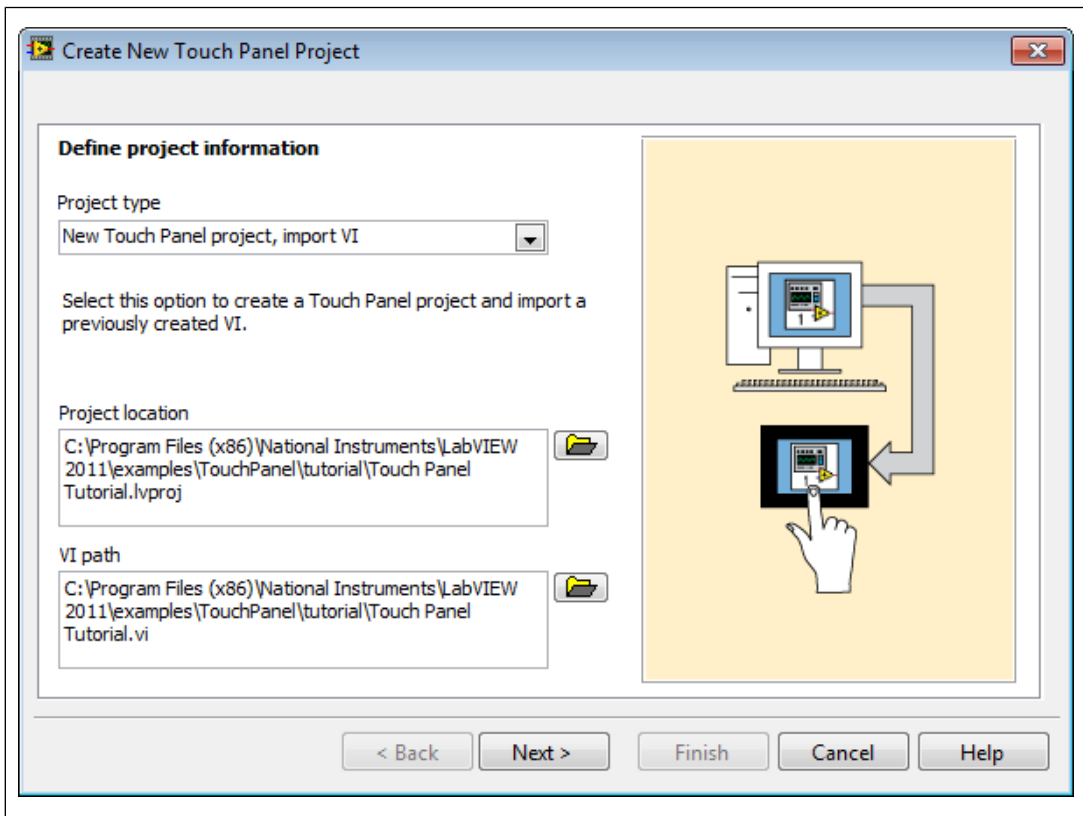 Create New Touch Panel Project
Define project information
Project type
New Touch Panel project, import VI
Select this option to create a Touch Panel project and import a
previously created VI.
Project location
C:\Program Files (x86)\National Instruments\LabVIEW
2011\examples\TouchPanel\tutorial\Touch Panel
Tutorial.lvproj
VI path
C:\Program Files (x86)\National Instruments\LabVIEW
2011\examples\TouchPanel\tutorial\Touch Panel
Tutorial.vi
1
1
< Back Next > Finish Cancel Help